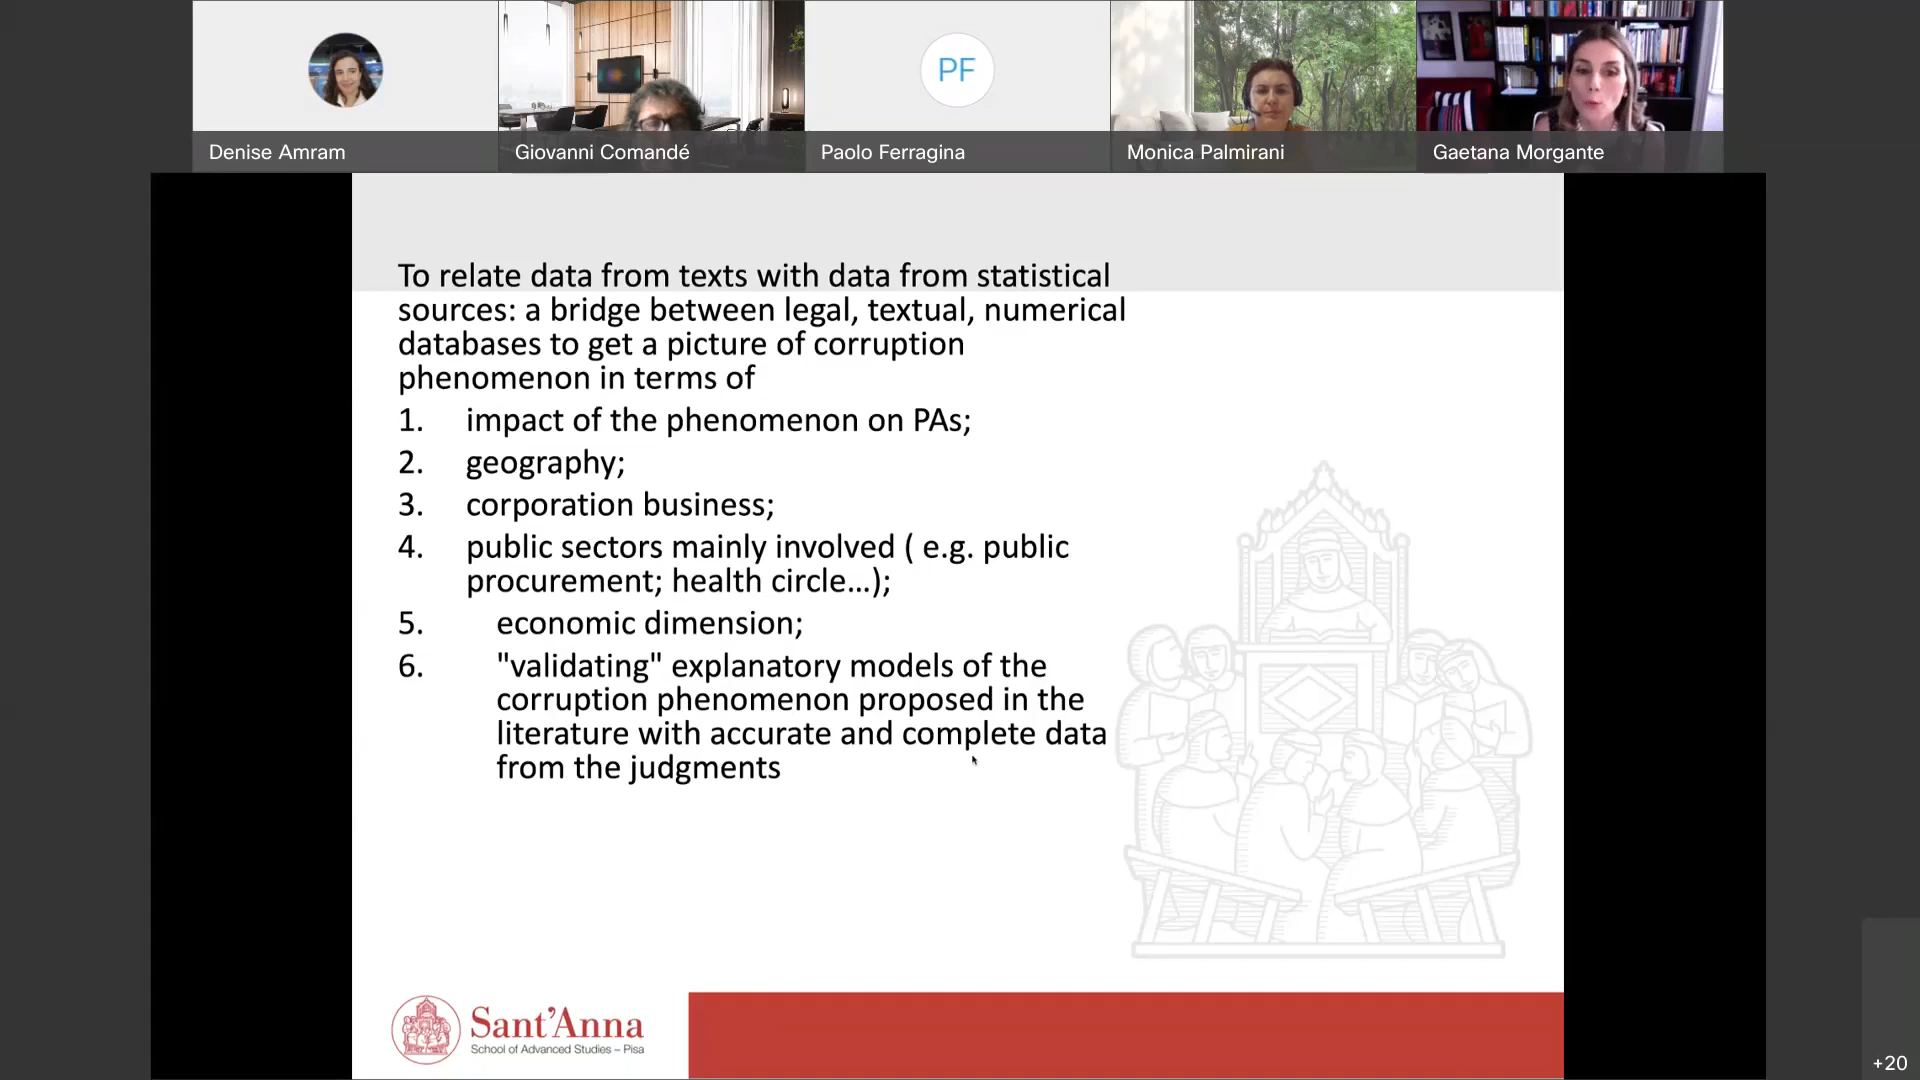 Denise Amram
Giovanni Comandé
PF
Paolo Ferragina
Monica Palmirani
Gaetana Morgante
To relate data from texts with data from statistical
sources: a bridge between legal, textual, numerical
databases to get a picture of corruption
phenomenon in terms of
1. impact of the phenomenon on PAs;
2. geography;
3. corporation business;
4. public sectors mainly involved ( e.g. public
procurement; health circle...);
5. economic dimension;
6. "validating" explanatory models of the
corruption phenomenon proposed in the
literature with accurate and complete data
from the judgments
Sant'Anna
School of Advanced Studies – Pisa
+20